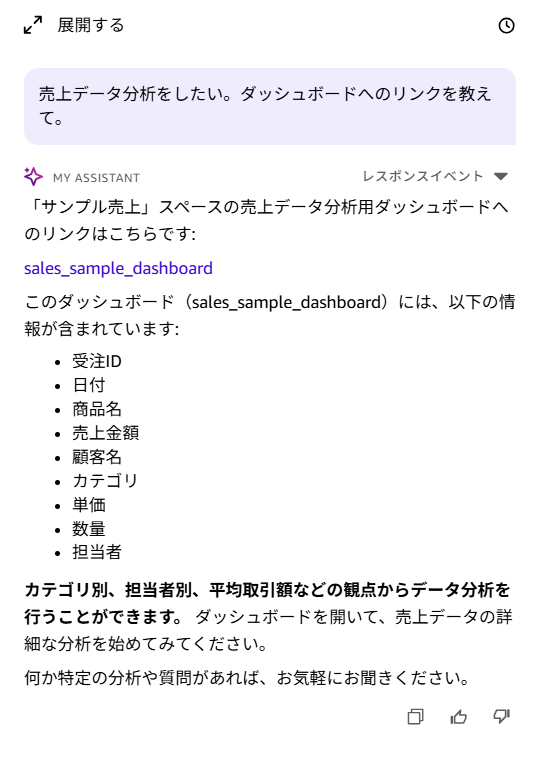 展開する
売上データ分析をしたい。ダッシュボードへのリンクを教え
て。
MY ASSISTANT
レスポンスイベント
「サンプル売上」スペースの売上データ分析用ダッシュボードへ
のリンクはこちらです:
sales_sample_dashboard
このダッシュボード（sales_sample_dashboard）には、以下の情
報が含まれています:
• 受注ID
• 日付
• 商品名
• 売上金額
• 顧客名
• カテゴリ
• 単価
• 数量
• 担当者
カテゴリ別、担当者別、平均取引額などの観点からデータ分析を
行うことができます。 ダッシュボードを開いて、売上データの詳
細な分析を始めてみてください。
何か特定の分析や質問があれば、お気軽にお聞きください。